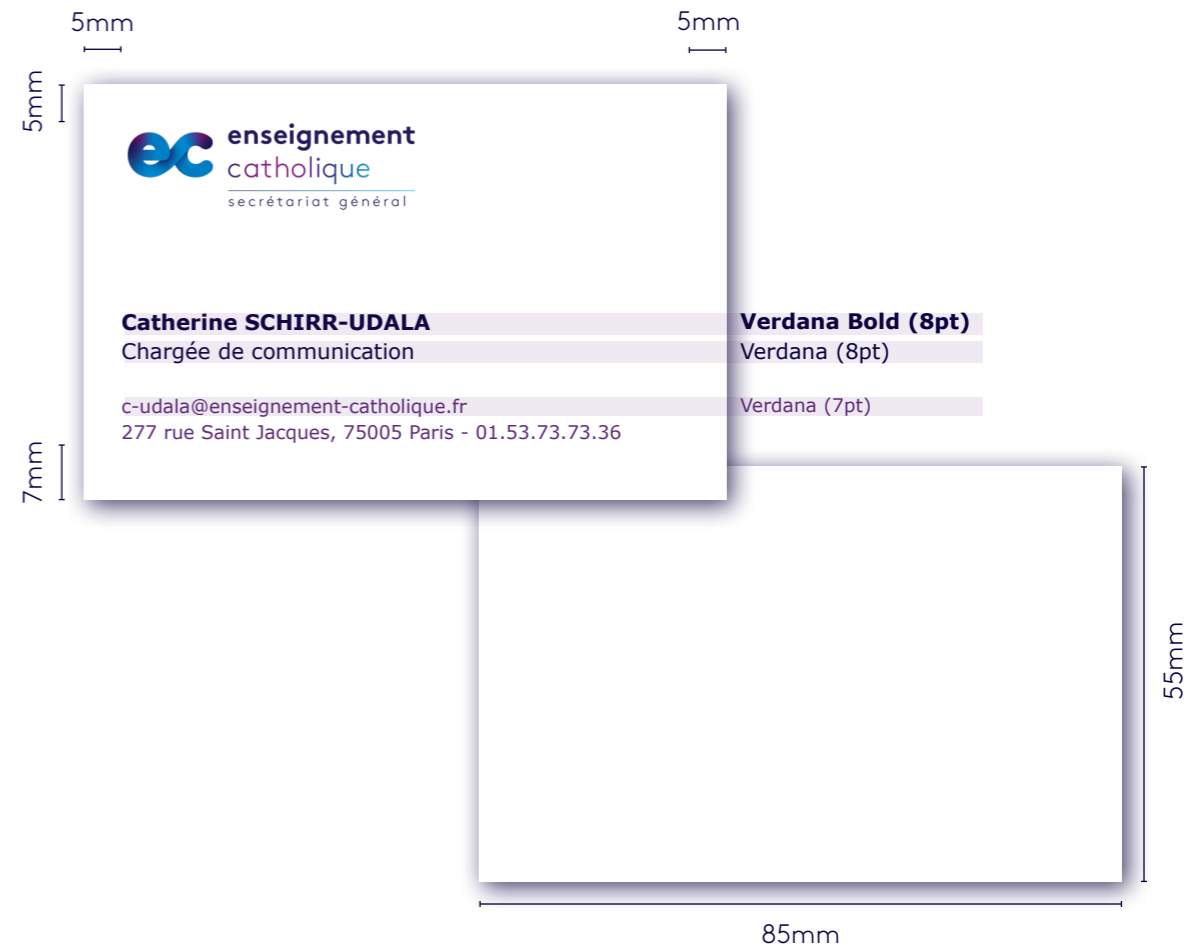 5mm
5mm
5mm
ec
enseignement
catholique
secrétariat général
Catherine SCHIRR-UDALA
Verdana Bold (8pt)
Chargée de communication
Verdana (8pt)
c-udala@enseignement-catholique.fr
Verdana (7pt)
277 rue Saint Jacques, 75005 Paris - 01.53.73.73.36
7mm
55mm
85mm